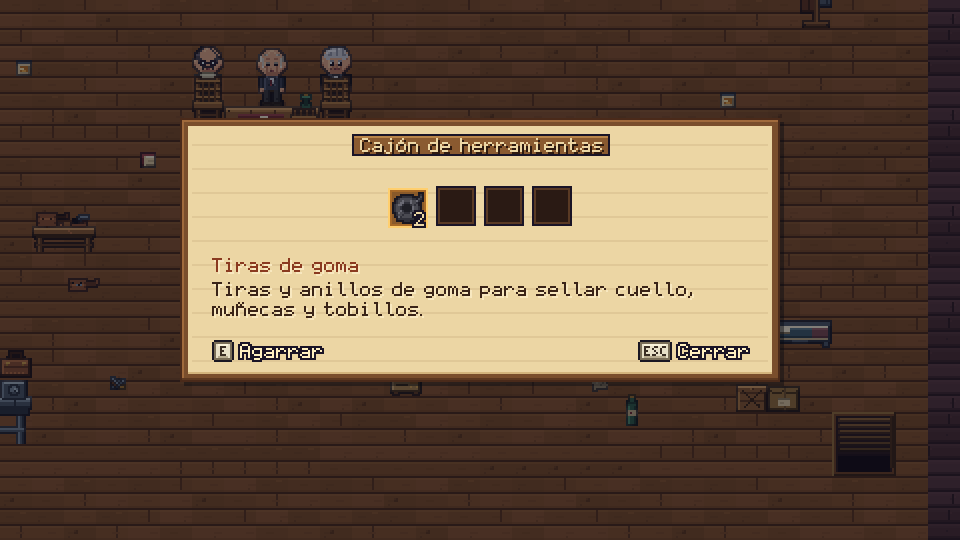 Cajón de herramientas
2
Tiras de goma
Tiras y anillos de goma para sellar cuello,
muñecas y tobillos.
E Agarrar
ESC Cerrar